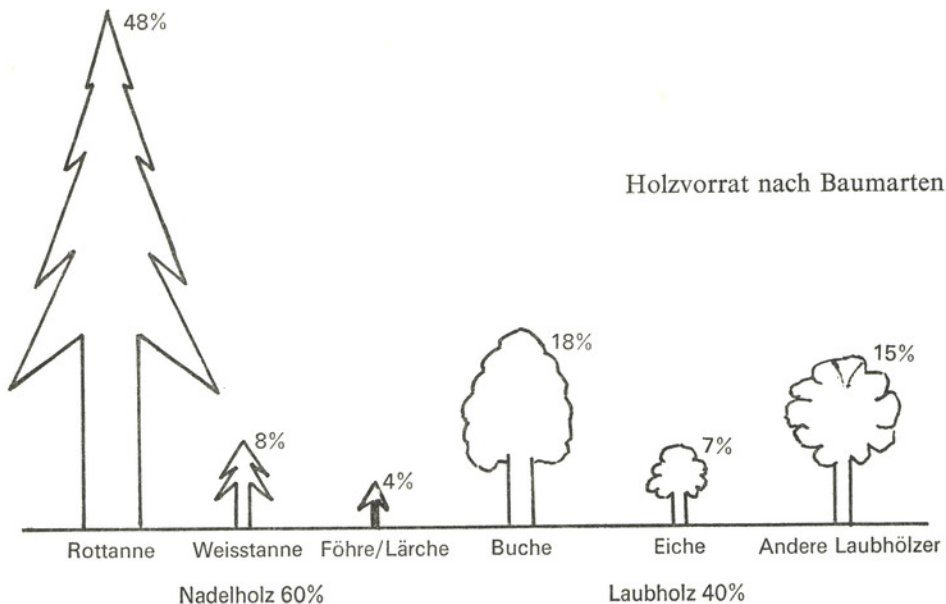 48%
Holzvorrat nach Baumarten
18%
15%
8%
7%
4%
Rottanne Weisstanne Föhre/Lärche Buche Eiche Andere Laubhölzer
Nadelholz 60% Laubholz 40%